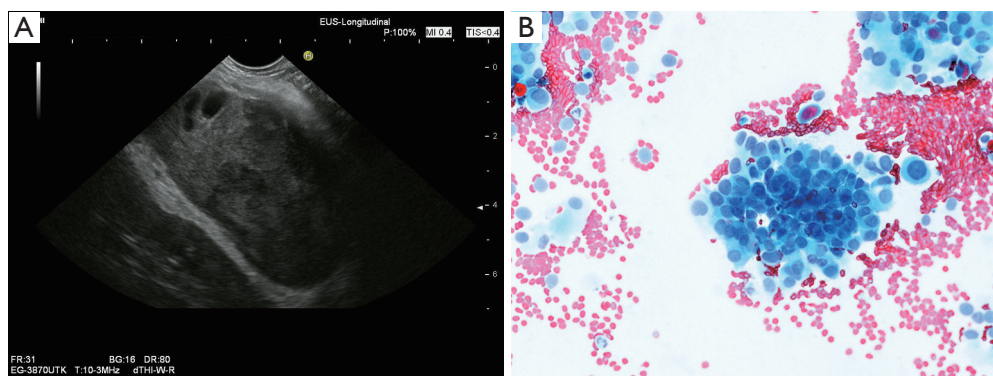 A
II
EUS-Longitudinal
P:100% MI 0.4 TIS<0.4
H
0
2
4
6
FR:31 BG:16 DR:80
EG-3870UTK T:10-3MHz dTHI-W-R
B